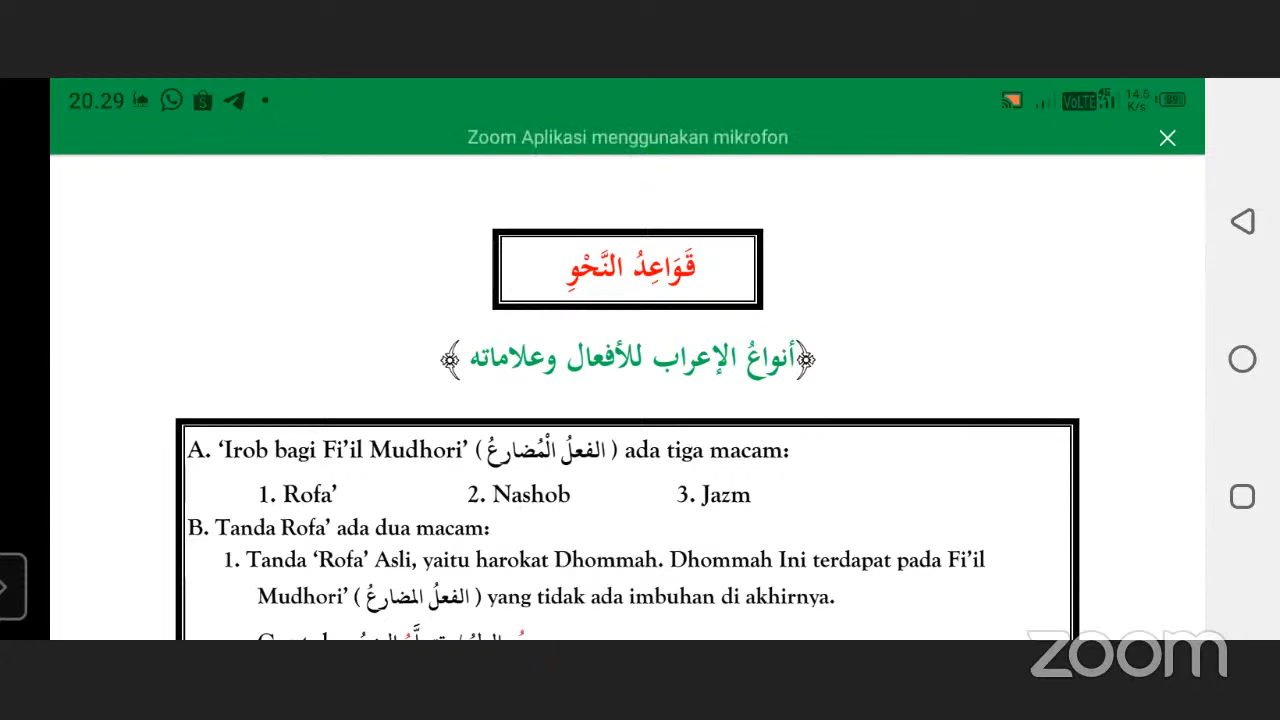 20.29
VoLTE 4G 14.5 K/s 89
Zoom Aplikasi menggunakan mikrofon
قَوَاعِدُ النَّحْوِ
﴿أنواعُ الإعراب للأفعال وعلاماته﴾
A. ‘Irob bagi Fi’il Mudhori’ ( الفعلُ الْمُضارعُ ) ada tiga macam:
1. Rofa’ 2. Nashob 3. Jazm
B. Tanda Rofa’ ada dua macam:
1. Tanda ‘Rofa’ Asli, yaitu harokat Dhommah. Dhommah Ini terdapat pada Fi’il
Mudhori’ ( الفعلُ المضارعُ ) yang tidak ada imbuhan di akhirnya.
zoom